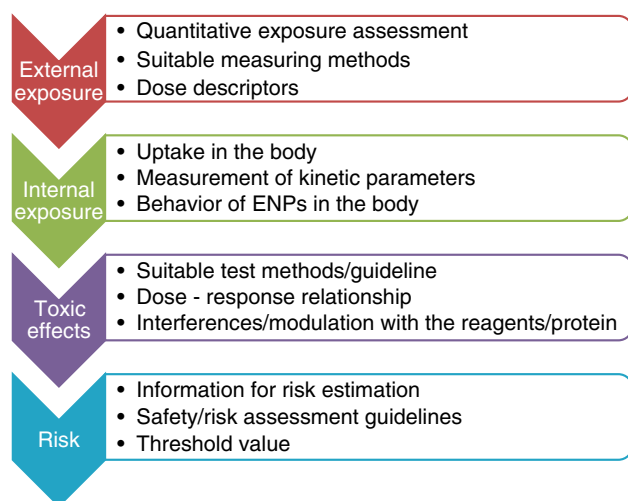 External
exposure
• Quantitative exposure assessment
• Suitable measuring methods
• Dose descriptors
Internal
exposure
• Uptake in the body
• Measurement of kinetic parameters
• Behavior of ENPs in the body
Toxic
effects
• Suitable test methods/guideline
• Dose - response relationship
• Interferences/modulation with the reagents/protein
Risk
• Information for risk estimation
• Safety/risk assessment guidelines
• Threshold value